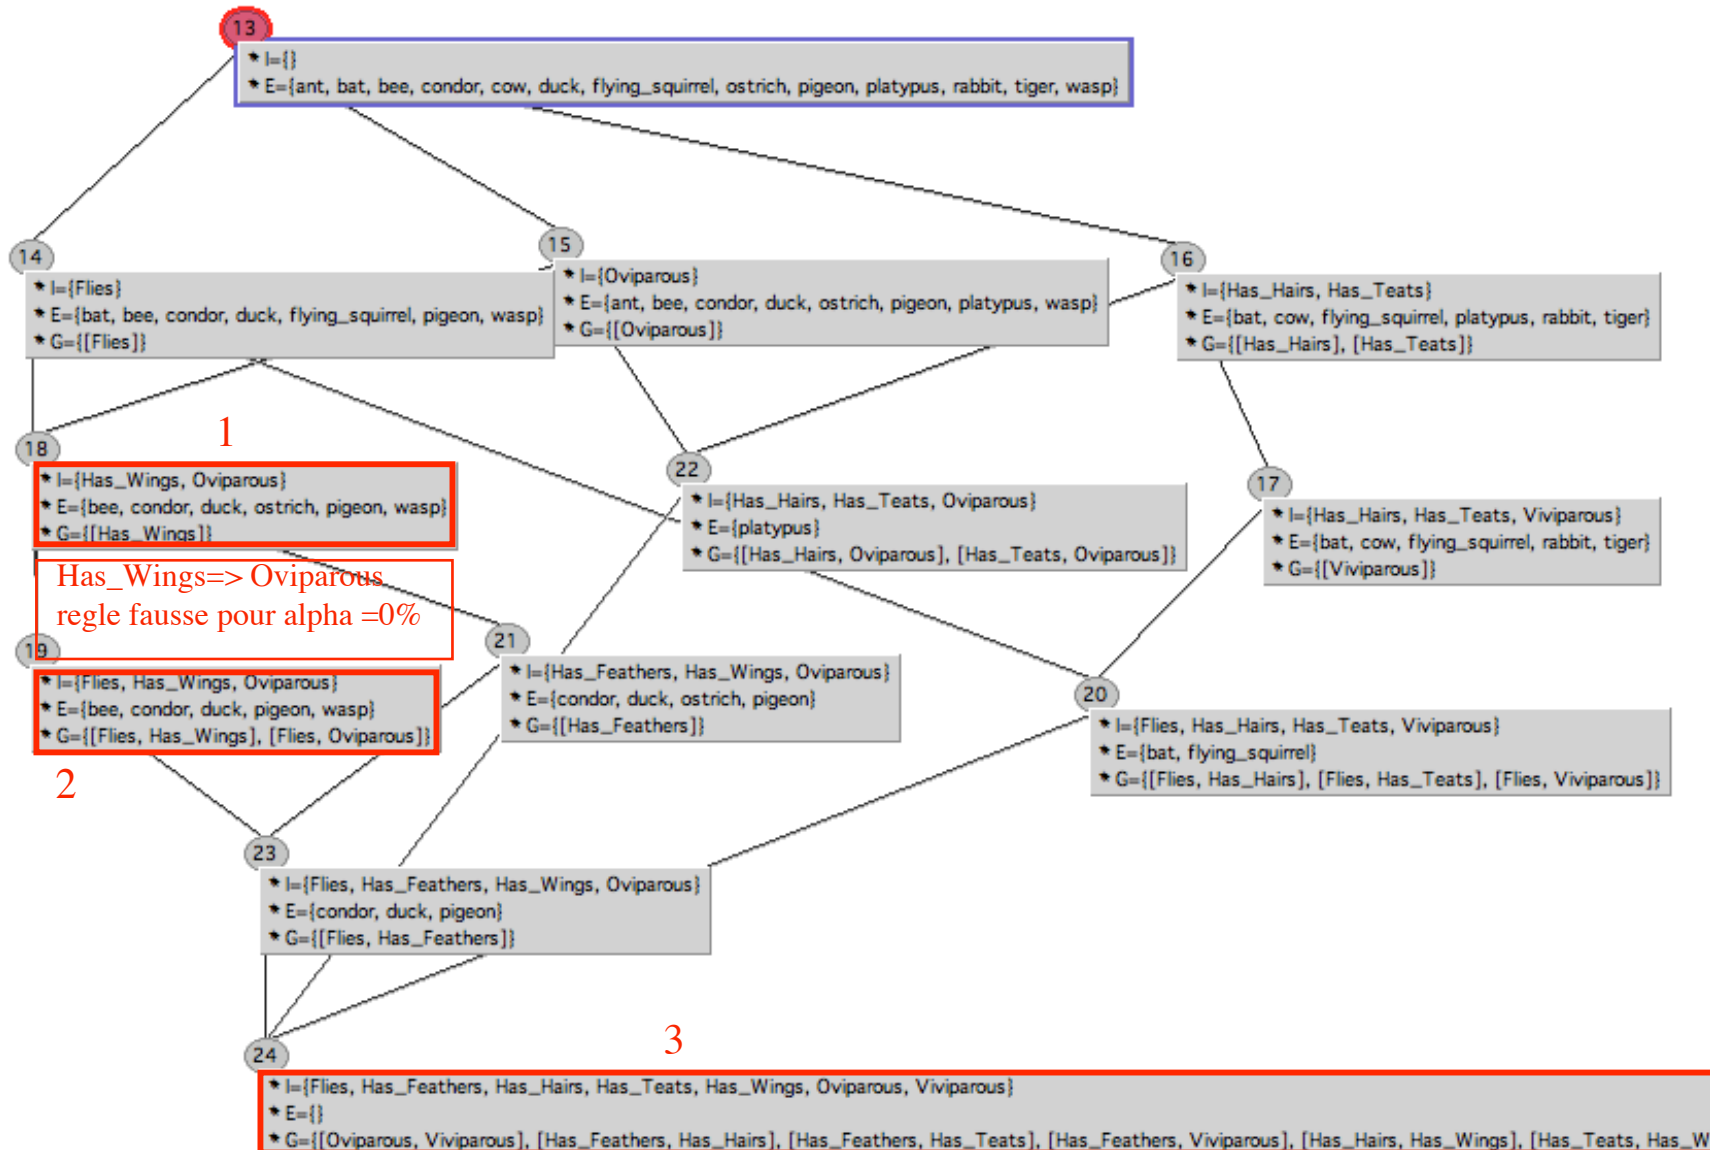 13
* I={}
* E={ant, bat, bee, condor, cow, duck, flying_squirrel, ostrich, pigeon, platypus, rabbit, tiger, wasp}
14
* I={Flies}
* E={bat, bee, condor, duck, flying_squirrel, pigeon, wasp}
* G={[Flies]}
15
* I={Oviparous}
* E={ant, bee, condor, duck, ostrich, pigeon, platypus, wasp}
* G={[Oviparous]}
16
* I={Has_Hairs, Has_Teats}
* E={bat, cow, flying_squirrel, platypus, rabbit, tiger}
* G={[Has_Hairs], [Has_Teats]}
1
18
* I={Has_Wings, Oviparous}
* E={bee, condor, duck, ostrich, pigeon, wasp}
* G={[Has_Wings]}
22
* I={Has_Hairs, Has_Teats, Oviparous}
* E={platypus}
* G={[Has_Hairs, Oviparous], [Has_Teats, Oviparous]}
17
* I={Has_Hairs, Has_Teats, Viviparous}
* E={bat, cow, flying_squirrel, rabbit, tiger}
* G={[Viviparous]}
Has_Wings=> Oviparous
regle fausse pour alpha =0%
19
* I={Flies, Has_Wings, Oviparous}
* E={bee, condor, duck, pigeon, wasp}
* G={[Flies, Has_Wings], [Flies, Oviparous]}
2
21
* I={Has_Feathers, Has_Wings, Oviparous}
* E={condor, duck, ostrich, pigeon}
* G={[Has_Feathers]}
20
* I={Flies, Has_Hairs, Has_Teats, Viviparous}
* E={bat, flying_squirrel}
* G={[Flies, Has_Hairs], [Flies, Has_Teats], [Flies, Viviparous]}
23
* I={Flies, Has_Feathers, Has_Wings, Oviparous}
* E={condor, duck, pigeon}
* G={[Flies, Has_Feathers]}
3
24
* I={Flies, Has_Feathers, Has_Hairs, Has_Teats, Has_Wings, Oviparous, Viviparous}
* E={}
* G={[Oviparous, Viviparous], [Has_Feathers, Has_Hairs], [Has_Feathers, Has_Teats], [Has_Feathers, Viviparous], [Has_Hairs, Has_Wings], [Has_Teats, Has_W